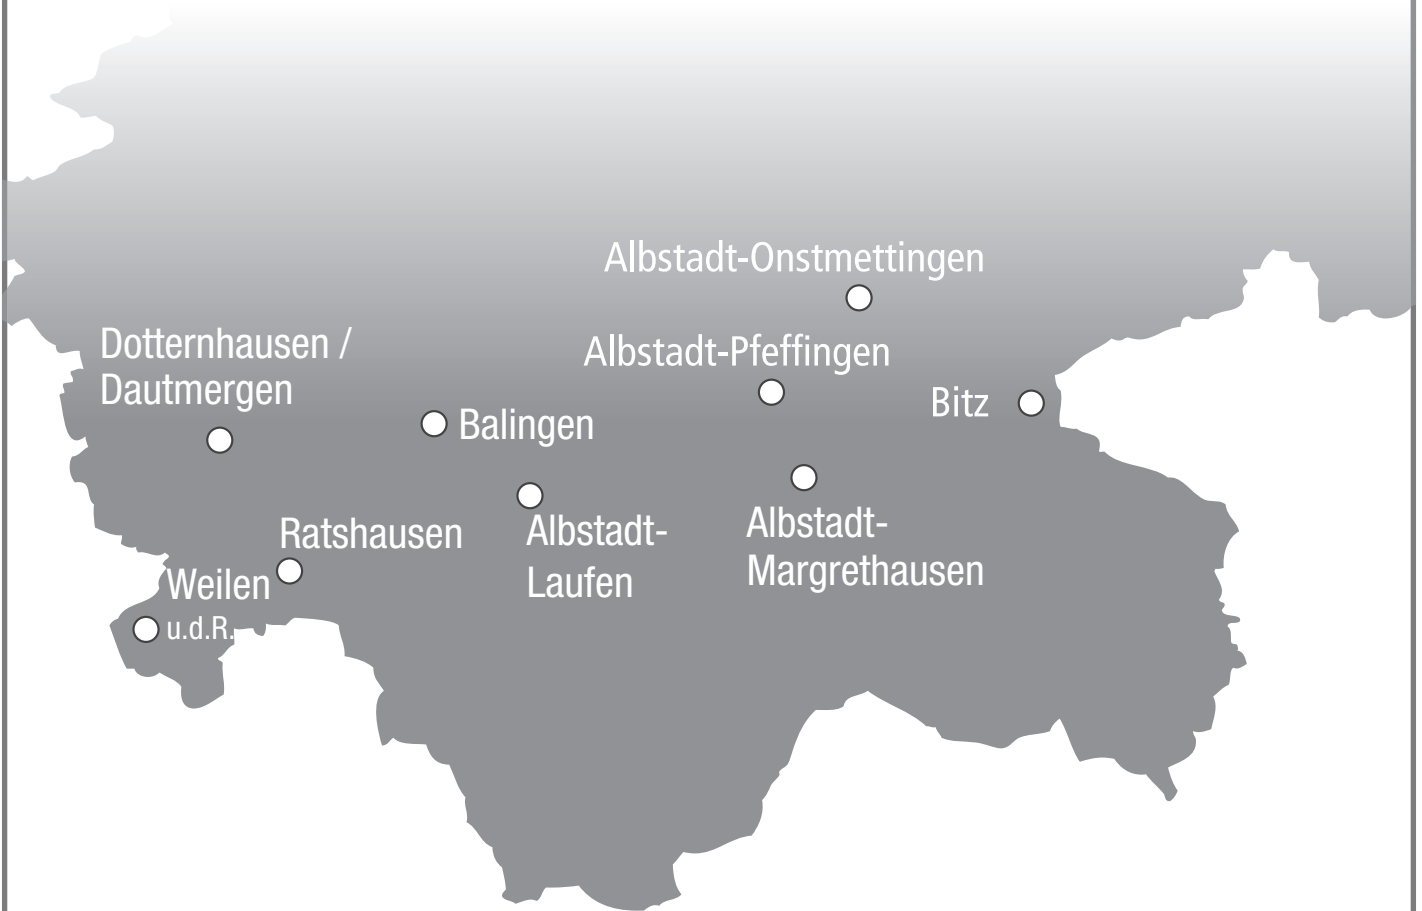 Albstadt-Onstmettingen
Dotternhausen /
Dautmergen
Albstadt-Pfeffingen
Bitz
Balingen
Ratshausen
Albstadt-
Laufen
Albstadt-
Margrethausen
Weilen
u.d.R.